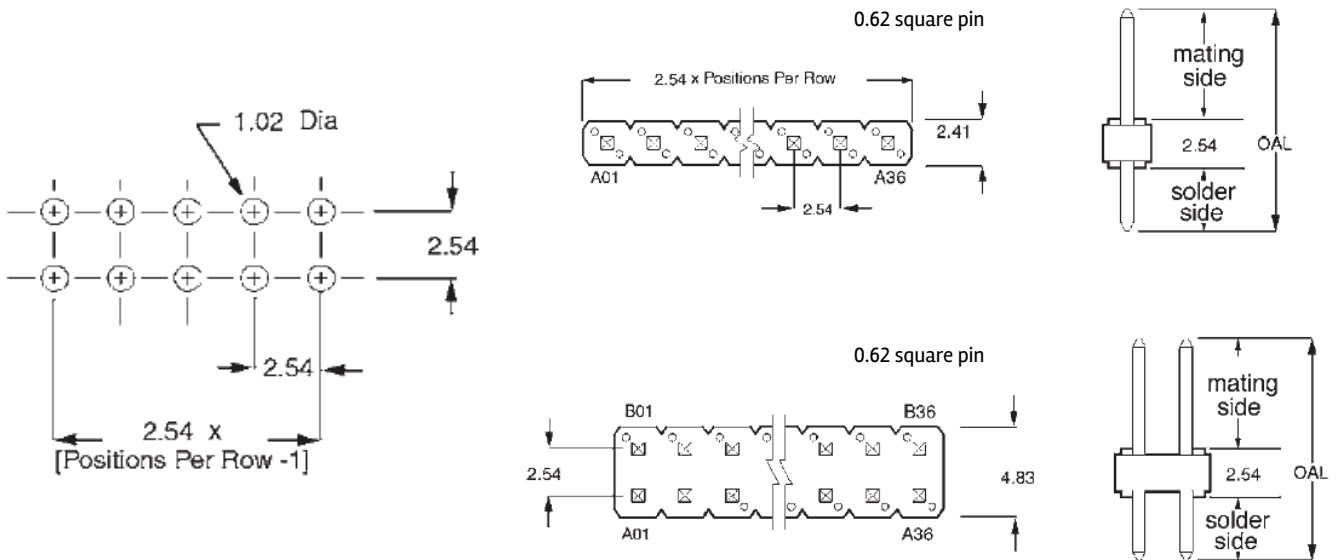 1.02 Dia
2.54
2.54
2.54 x
[Positions Per Row -1]
0.62 square pin
2.54 x Positions Per Row
2.41
A01
A36
2.54
mating
side
2.54
OAL
solder
side
0.62 square pin
B01
B36
2.54
4.83
A01
A36
mating
side
2.54
OAL
solder
side